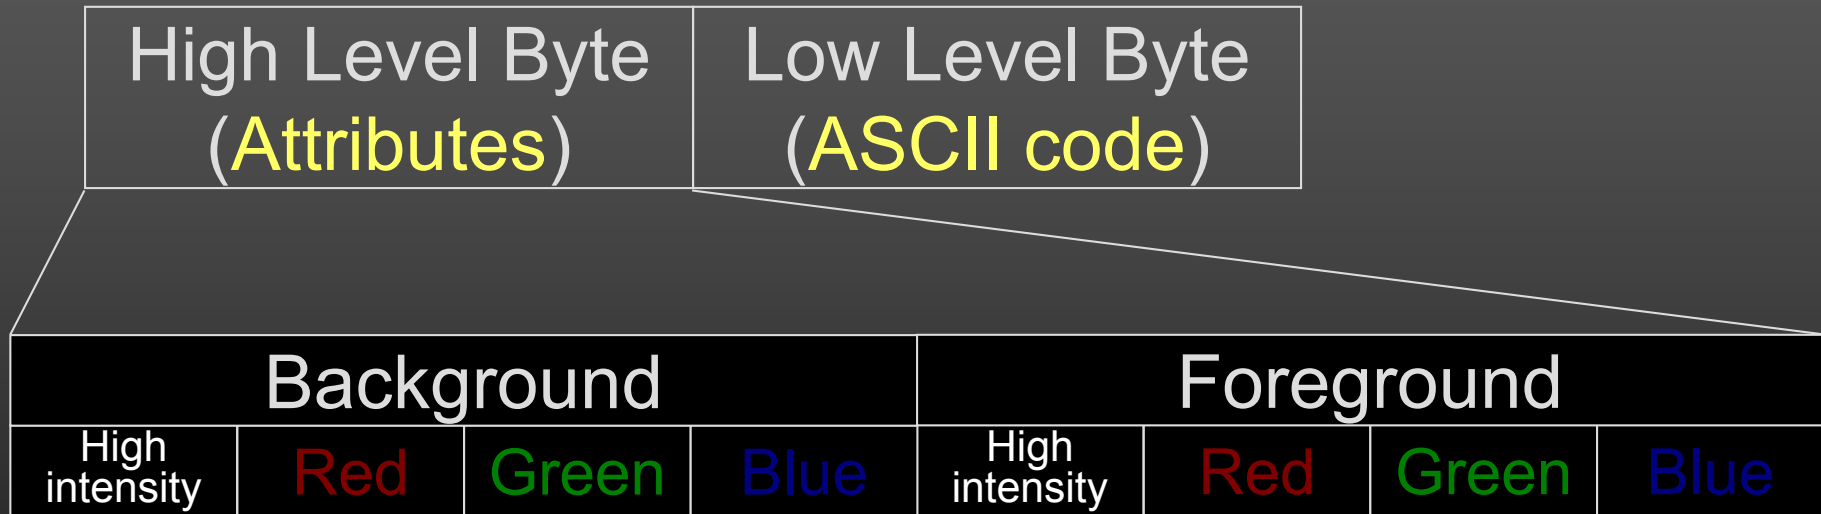 High Level Byte Low Level Byte
(Attributes) (ASCII code)
Background Foreground
High intensity Red Green Blue High intensity Red Green Blue